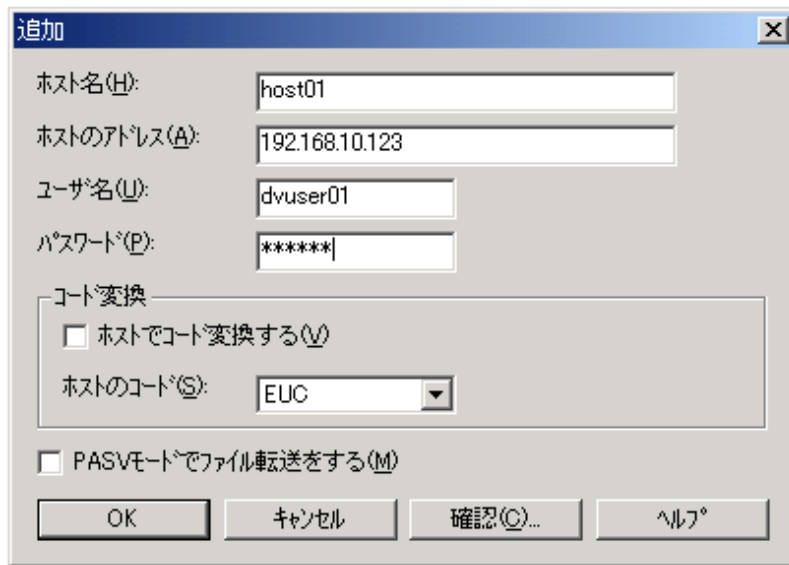 追加
ホスト名(H): host01
ホストのアドレス(A): 192.168.10.123
ユーザ名(U): dvuser01
パスワード(P): ******
コード変換
ホストでコード変換する(V)
ホストのコード(S): EUC
PASVモードでファイル転送をする(M)
OK キャンセル 確認(C)... ヘルプ